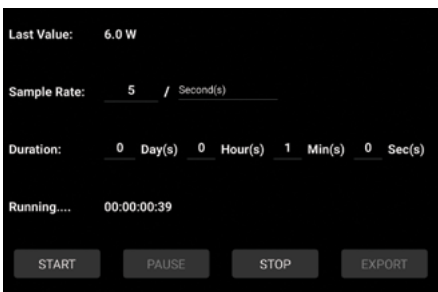 Last Value: 6.0 W
Sample Rate: 5 / Second(s)
Duration: 0 Day(s) 0 Hour(s) 1 Min(s) 0 Sec(s)
Running.... 00:00:00:39
START PAUSE STOP EXPORT